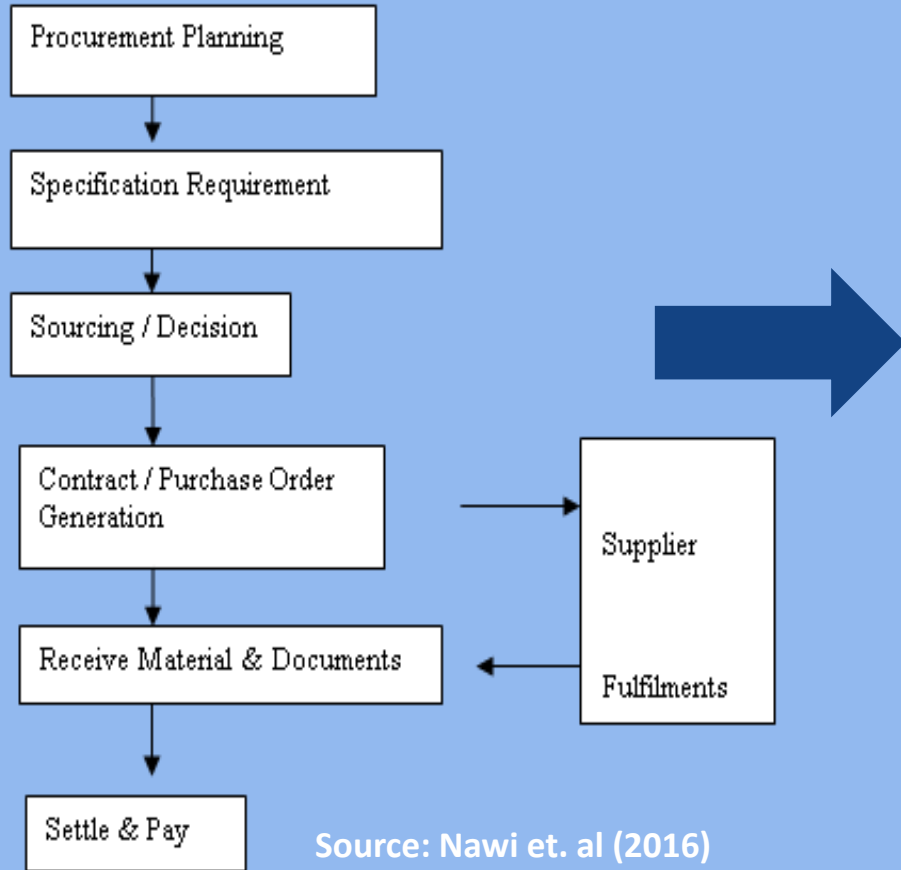 Procurement Planning
Specification Requirement
Sourcing / Decision
Contract / Purchase Order
Generation
Supplier
Receive Material & Documents
Fulfilments
Settle & Pay
Source: Nawi et. al (2016)